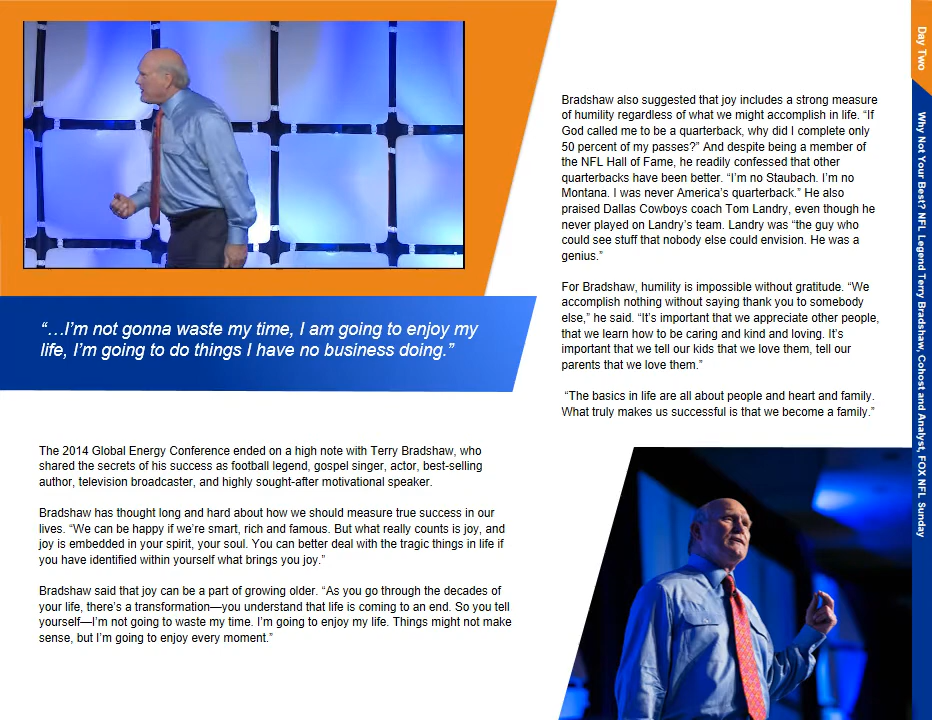 “…I’m not gonna waste my time, I am going to enjoy my
life, I’m going to do things I have no business doing.”
The 2014 Global Energy Conference ended on a high note with Terry Bradshaw, who
shared the secrets of his success as football legend, gospel singer, actor, best-selling
author, television broadcaster, and highly sought-after motivational speaker.
Bradshaw has thought long and hard about how we should measure true success in our
lives. “We can be happy if we’re smart, rich and famous. But what really counts is joy, and
joy is embedded in your spirit, your soul. You can better deal with the tragic things in life if
you have identified within yourself what brings you joy.”
Bradshaw said that joy can be a part of growing older. “As you go through the decades of
your life, there’s a transformation—you understand that life is coming to an end. So you tell
yourself—I’m not going to waste my time. I’m going to enjoy my life. Things might not make
sense, but I’m going to enjoy every moment.”
Bradshaw also suggested that joy includes a strong measure
of humility regardless of what we might accomplish in life. “If
God called me to be a quarterback, why did I complete only
50 percent of my passes?” And despite being a member of
the NFL Hall of Fame, he readily confessed that other
quarterbacks have been better. “I’m no Staubach. I’m no
Montana. I was never America’s quarterback.” He also
praised Dallas Cowboys coach Tom Landry, even though he
never played on Landry’s team. Landry was “the guy who
could see stuff that nobody else could envision. He was a
genius.”
For Bradshaw, humility is impossible without gratitude. “We
accomplish nothing without saying thank you to somebody
else,” he said. “It’s important that we appreciate other people,
that we learn how to be caring and kind and loving. It’s
important that we tell our kids that we love them, tell our
parents that we love them.”
“The basics in life are all about people and heart and family.
What truly makes us successful is that we become a family.”
Day Two
Why Not Your Best? NFL Legend Terry Bradshaw, Cohost and Analyst, FOX NFL Sunday